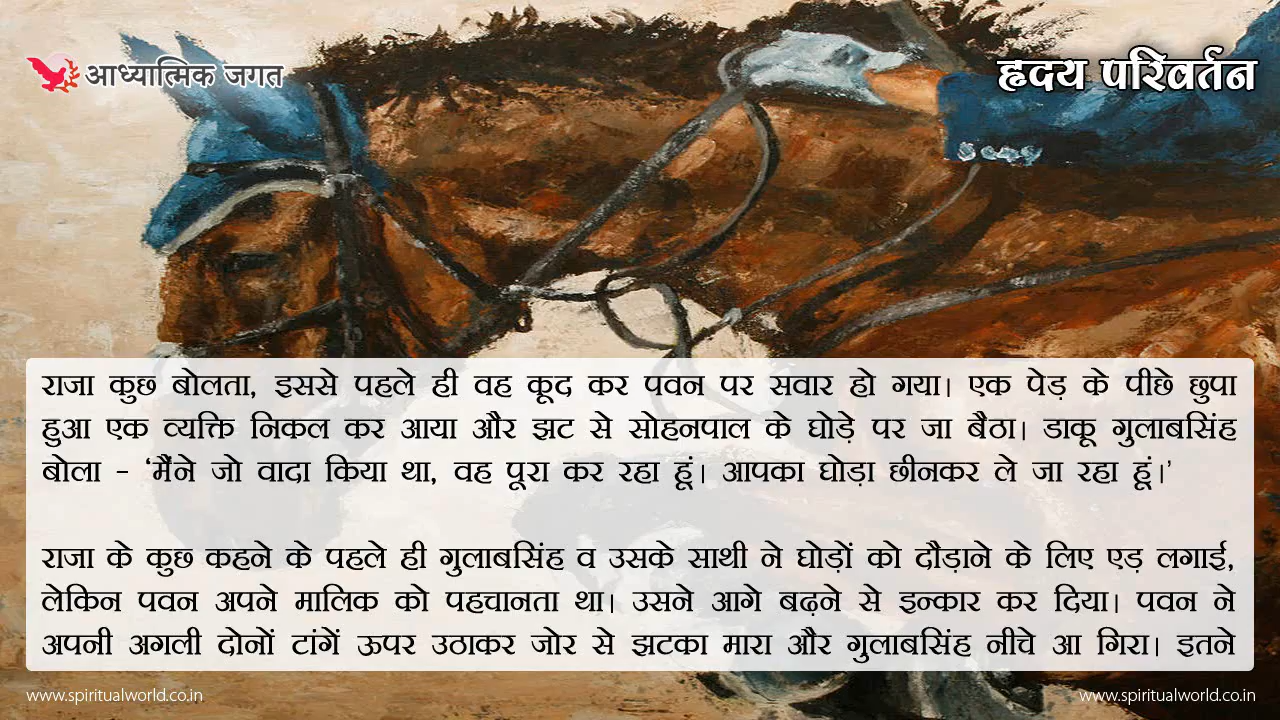 आध्यात्मिक जगत
ह्रदय परिवर्तन
राजा कुछ बोलता, इससे पहले ही वह कूद कर पवन पर सवार हो गया। एक पेड़ के पीछे छुपा
हुआ एक व्यक्ति निकल कर आया और झट से सोहनपाल के घोड़े पर जा बैठा। डाकू गुलाबसिंह
बोला - ‘मैंने जो वादा किया था, वह पूरा कर रहा हूं। आपका घोड़ा छीनकर ले जा रहा हूं।’
राजा के कुछ कहने के पहले ही गुलाबसिंह व उसके साथी ने घोड़ों को दौड़ाने के लिए एड़ लगाई,
लेकिन पवन अपने मालिक को पहचानता था। उसने आगे बढ़ने से इन्कार कर दिया। पवन ने
अपनी अगली दोनों टांगें ऊपर उठाकर जोर से झटका मारा और गुलाबसिंह नीचे आ गिरा। इतने
www.spiritualworld.co.in
www.spiritualworld.co.in